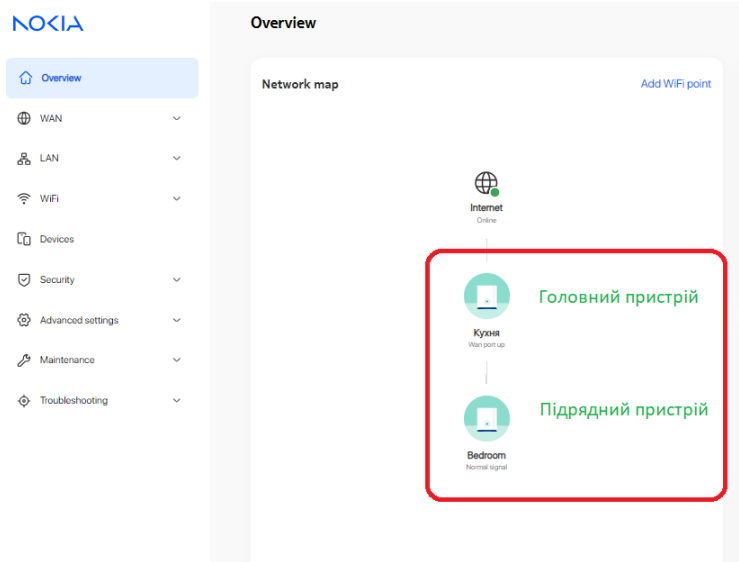 NOKIA
Overview
Overview
Network map
Add WiFi point
WAN
LAN
WiFi
Devices
Security
Advanced settings
Maintenance
Troubleshooting
Internet
Online
Головний пристрій
Кухня
Wan port up
Підрядний пристрій
Bedroom
Normal signal